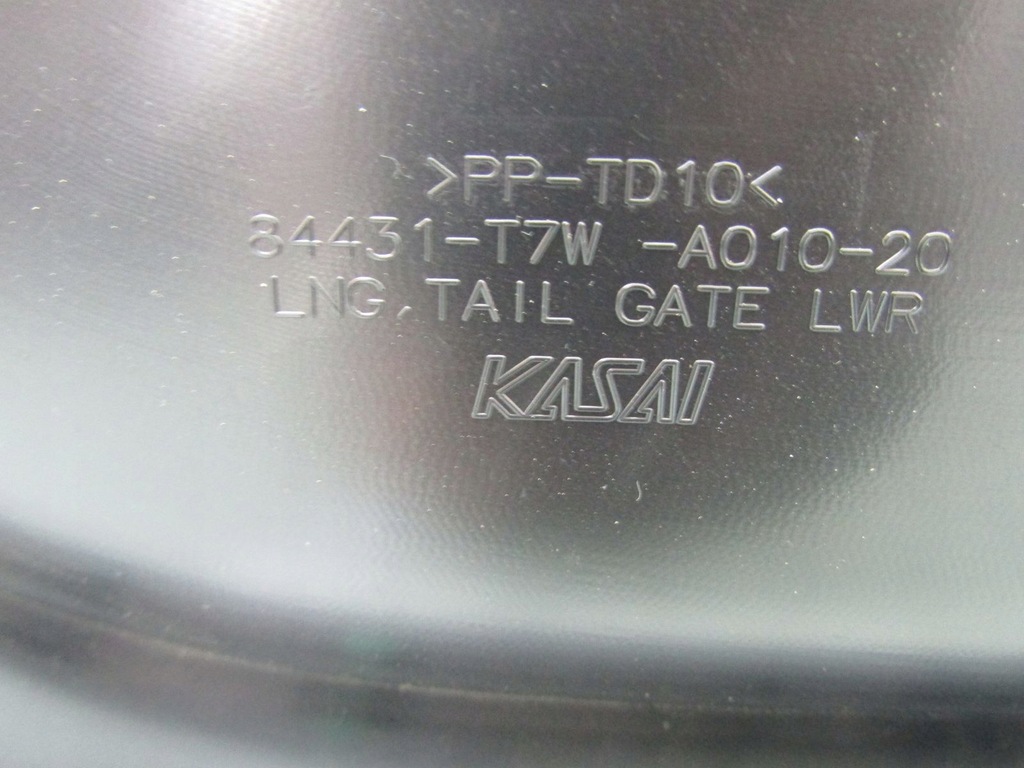 >PP-TD10<
84431-T7W -A010-20
LNG,TAIL GATE LWR
KASAI